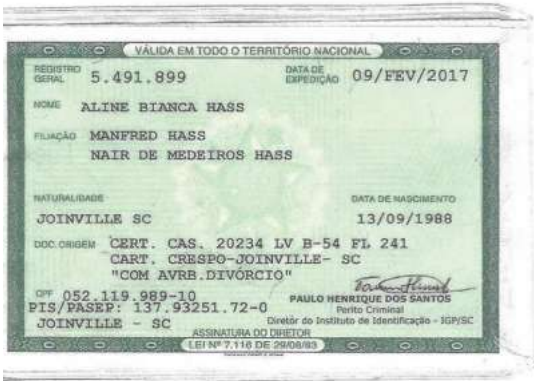 VÁLIDA EM TODO O TERRITÓRIO NACIONAL
REGISTRO GERAL 5.491.899 DATA DE EXPEDIÇÃO 09/FEV/2017
NOME ALINE BIANCA HASS
FILIAÇÃO MANFRED HASS
NAIR DE MEDEIROS HASS
NATURALIDADE DATA DE NASCIMENTO
JOINVILLE SC 13/09/1988
DOC. ORIGEM CERT. CAS. 20234 LV B-54 FL 241
CART. CRESPO-JOINVILLE- SC
"COM AVRB.DIVÓRCIO"
CPF 052.119.989-10
PIS/PASEP: 137.93251.72-0 PAULO HENRIQUE DOS SANTOS
Perito Criminal
JOINVILLE - SC Diretor do Instituto de Identificação - IGP/SC
ASSINATURA DO DIRETOR
LEI Nº 7.116 DE 29/08/83